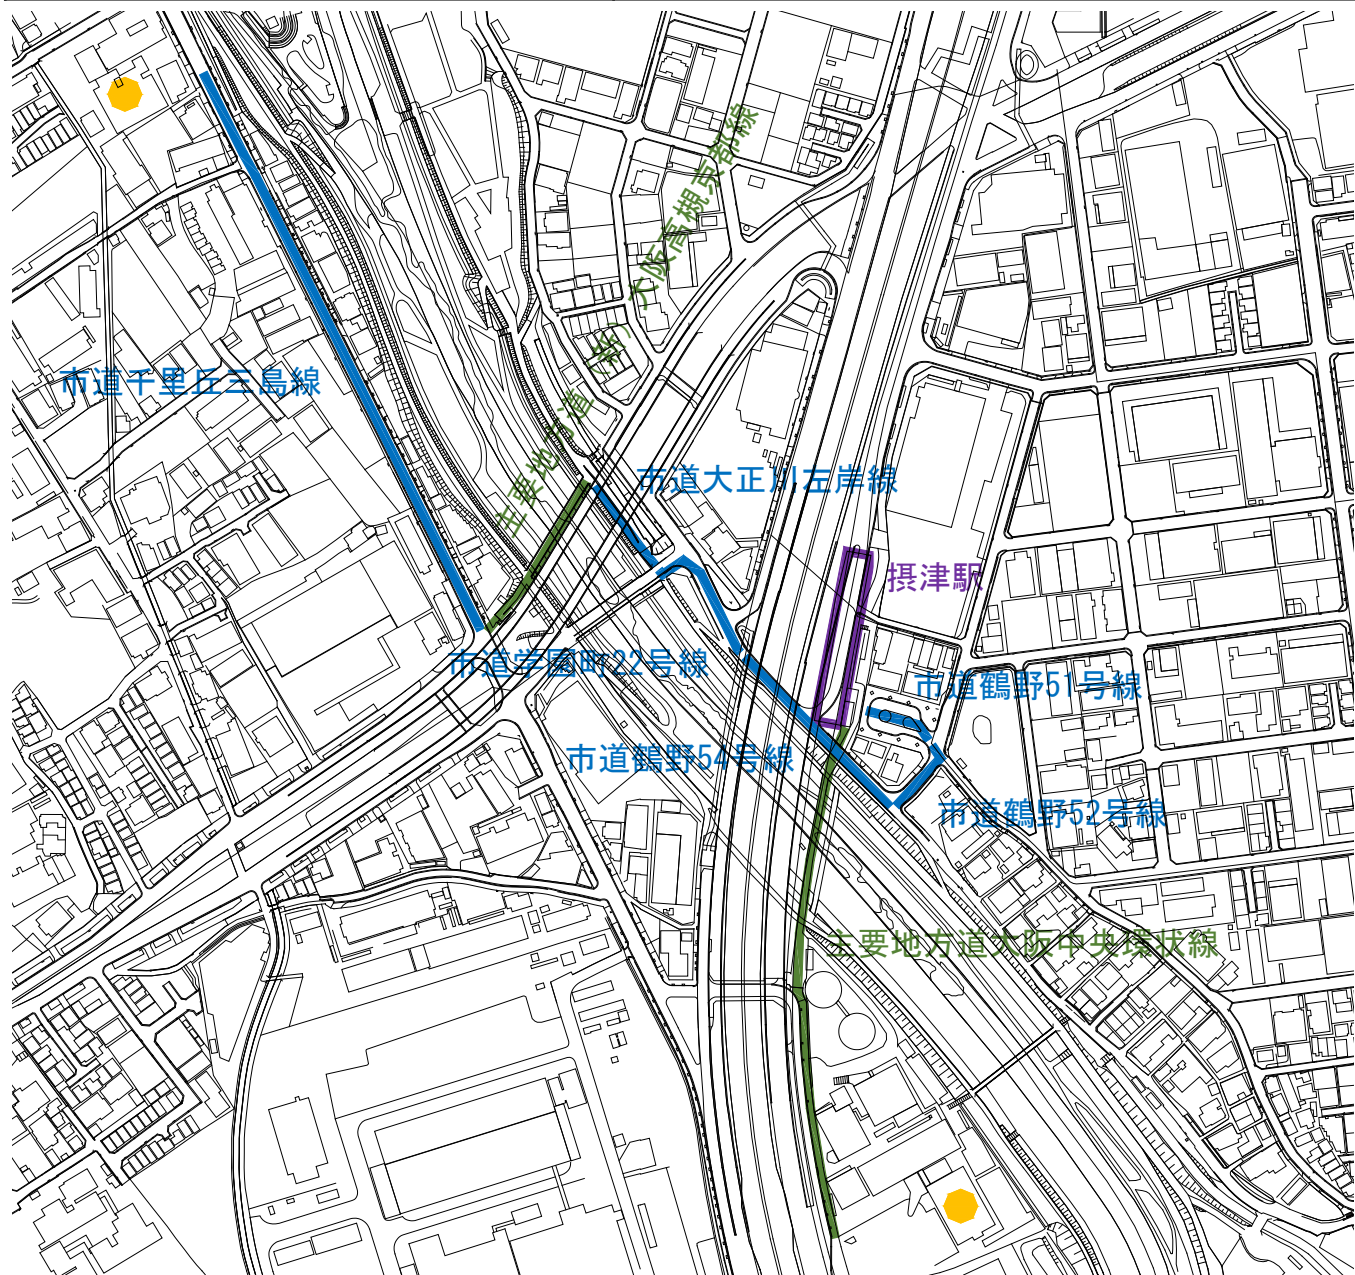 主要地方道（新）大阪高槻京都線
市道千里丘三島線
市道大正川左岸線
摂津駅
市道学園町22号線
市道鶴野51号線
市道鶴野54号線
市道鶴野52号線
主要地方道大阪中央環状線